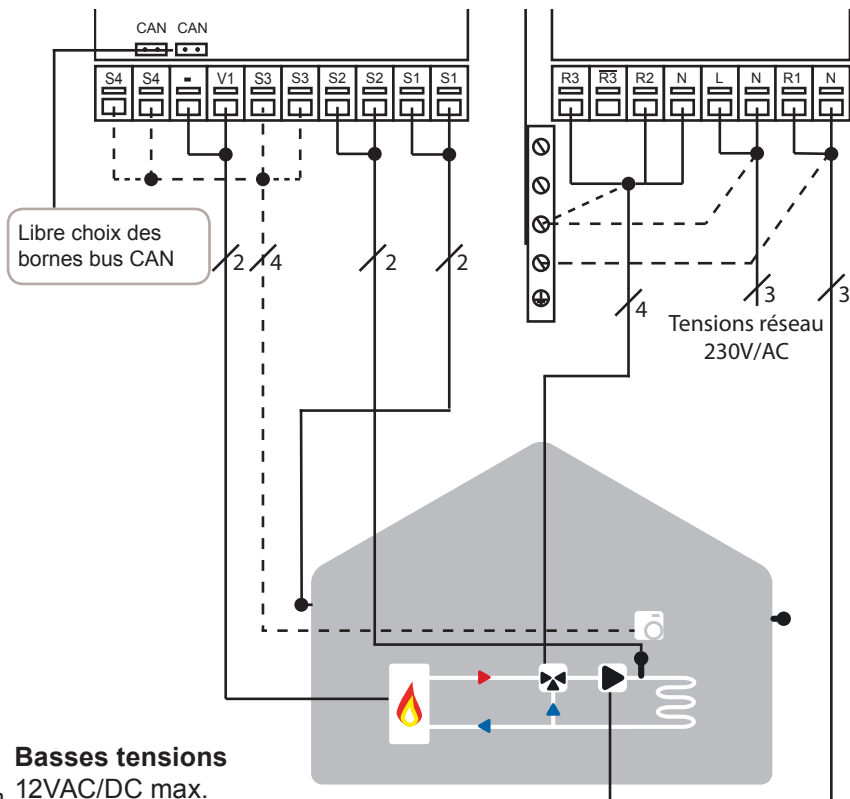 CAN CAN
S4 S4 - V1 S3 S3 S2 S2 S1 S1
R3 R3 R2 N L N R1 N
Libre choix des
bornes bus CAN
2 4 2 2
4 3 3
Tensions réseau
230V/AC
Basses tensions
12VAC/DC max.